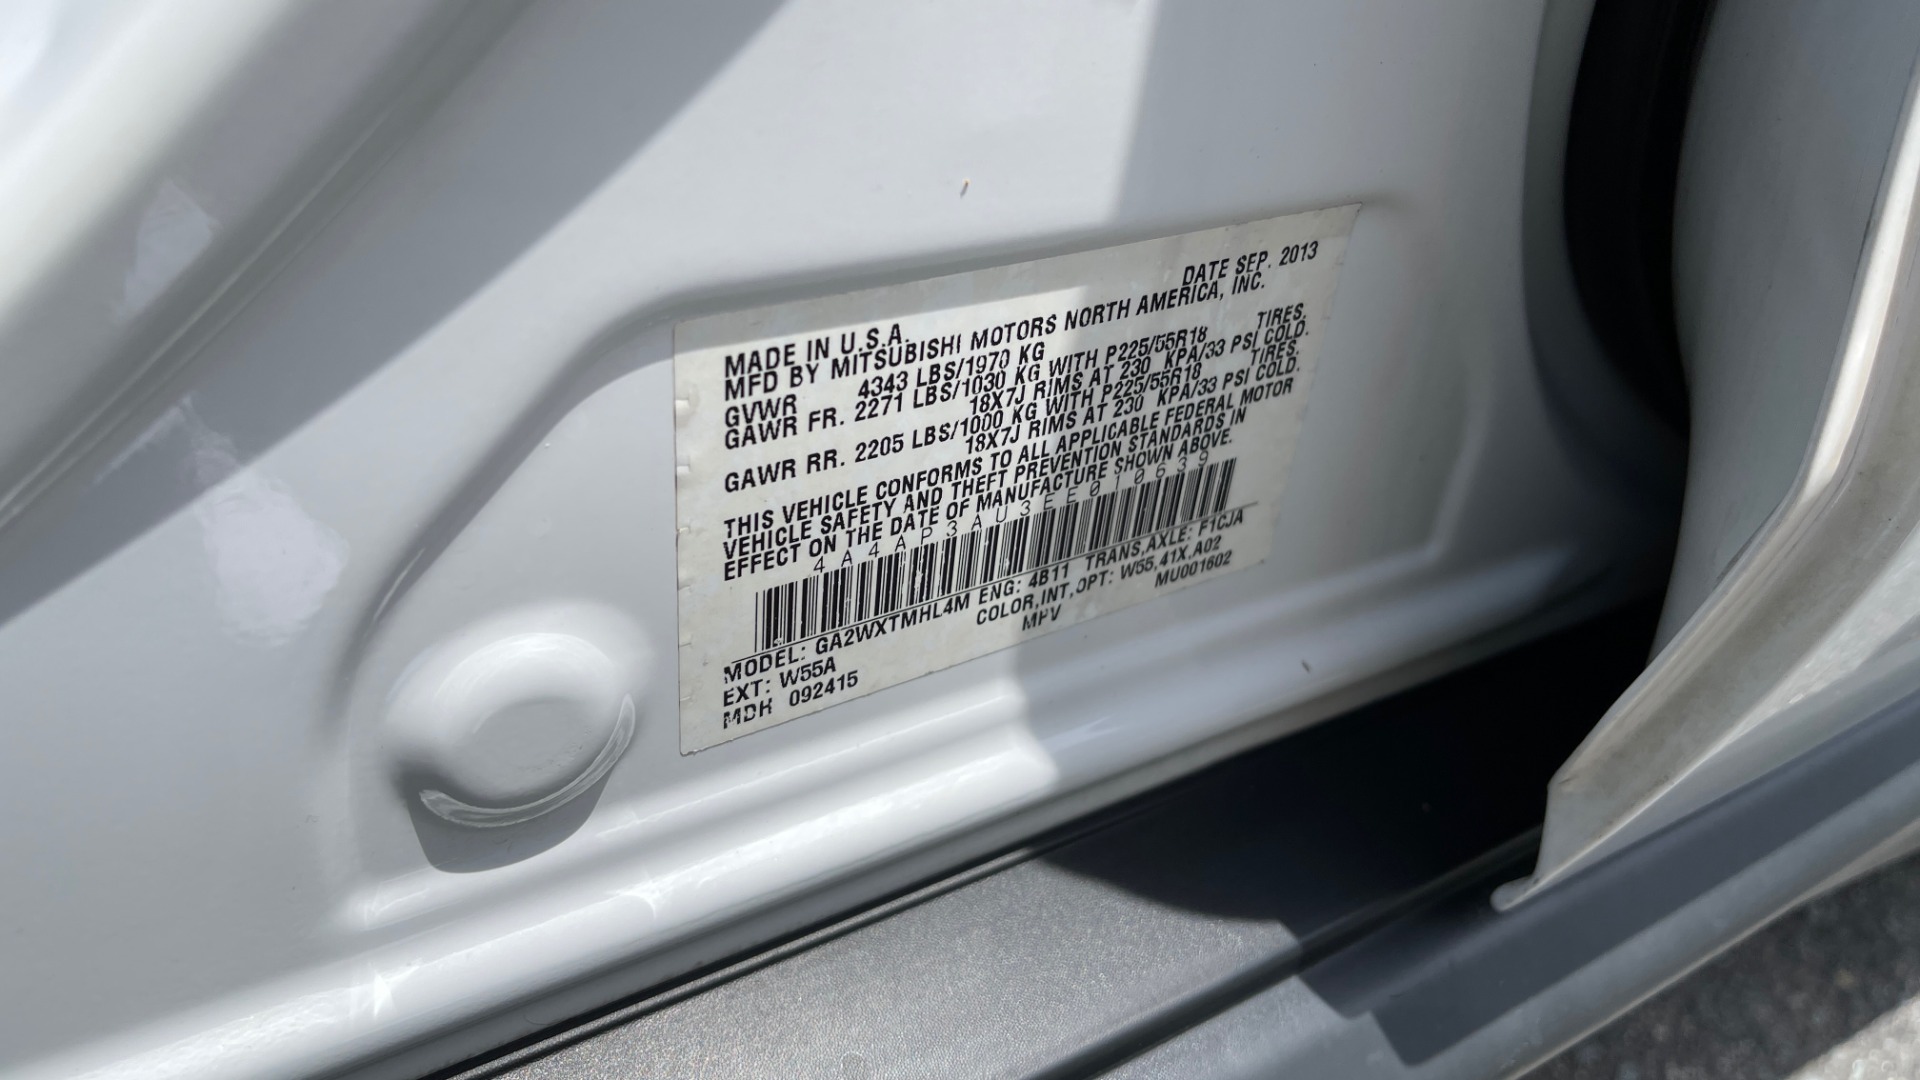 DATE SEP. 2013
MADE IN U.S.A.
MFD BY MITSUBISHI MOTORS NORTH AMERICA, INC.
GVWR 4343 LBS/1970 KG
GAWR FR. 2271 LBS/1030 KG WITH P225/55R18 TIRES.
18X7J RIMS AT 230 KPA/33 PSI COLD.
GAWR RR. 2205 LBS/1000 KG WITH P225/55R18 TIRES.
18X7J RIMS AT 230 KPA/33 PSI COLD.
THIS VEHICLE CONFORMS TO ALL APPLICABLE FEDERAL MOTOR
VEHICLE SAFETY AND THEFT PREVENTION STANDARDS IN
EFFECT ON THE DATE OF MANUFACTURE SHOWN ABOVE.
4A4AP3AU3EE010639
MODEL: GA2WXTMHL4M ENG: 4B11 TRANS,AXLE: F1CJA
EXT: W55A COLOR,INT,OPT: W55,41X,A02
MDH 092415 MPV MU001602